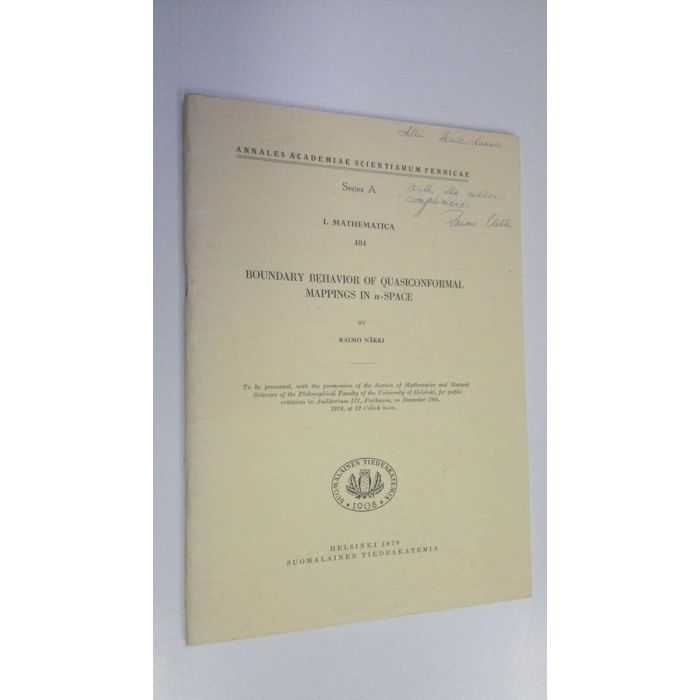 ANNALES ACADEMIAE SCIENTIARUM FENNICAE
Series A
with the author's
compliments
Raimo Näkki
I. MATHEMATICA
484
BOUNDARY BEHAVIOR OF QUASICONFORMAL
MAPPINGS IN n-SPACE
BY
RAIMO NÄKKI
To be presented, with the permission of the Section of Mathematics and Natural
Sciences of the Philosophical Faculty of the University of Helsinki, for public
criticism in Auditorium III, Porthania, on December
1970, at 12 o'clock noon.
SUOMALAINEN TIEDEAKATEMIA
1908
HELSINKI 1970
SUOMALAINEN TIEDEAKATEMIA